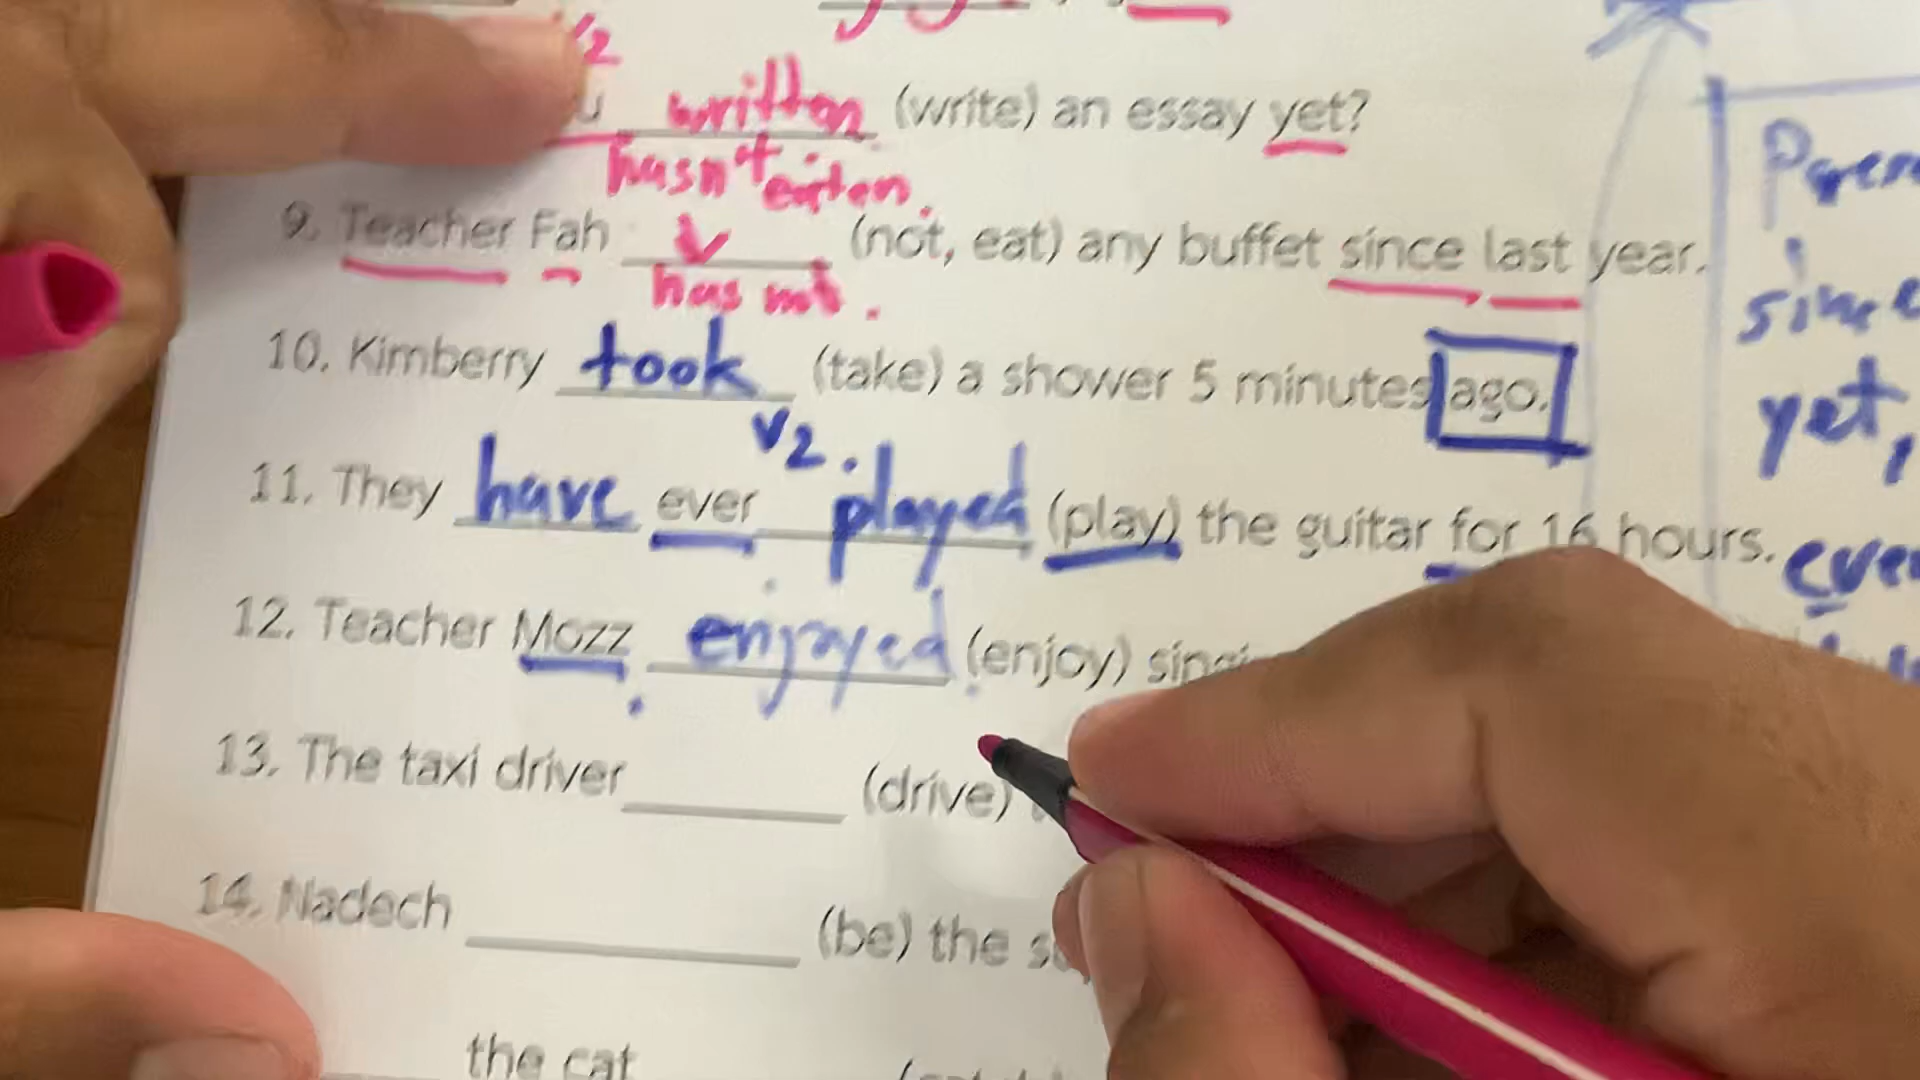 written (write) an essay yet?
hasn't eaten.
9. Teacher Fah (not, eat) any buffet since last year.
has not.
10. Kimberry took (take) a shower 5 minutes ago.
v2.
11. They have ever played (play) the guitar for 16 hours.
12. Teacher Mozz enjoyed (enjoy)
13. The taxi driver (drive)
14. Nadech (be) the
the cat
since
yet,